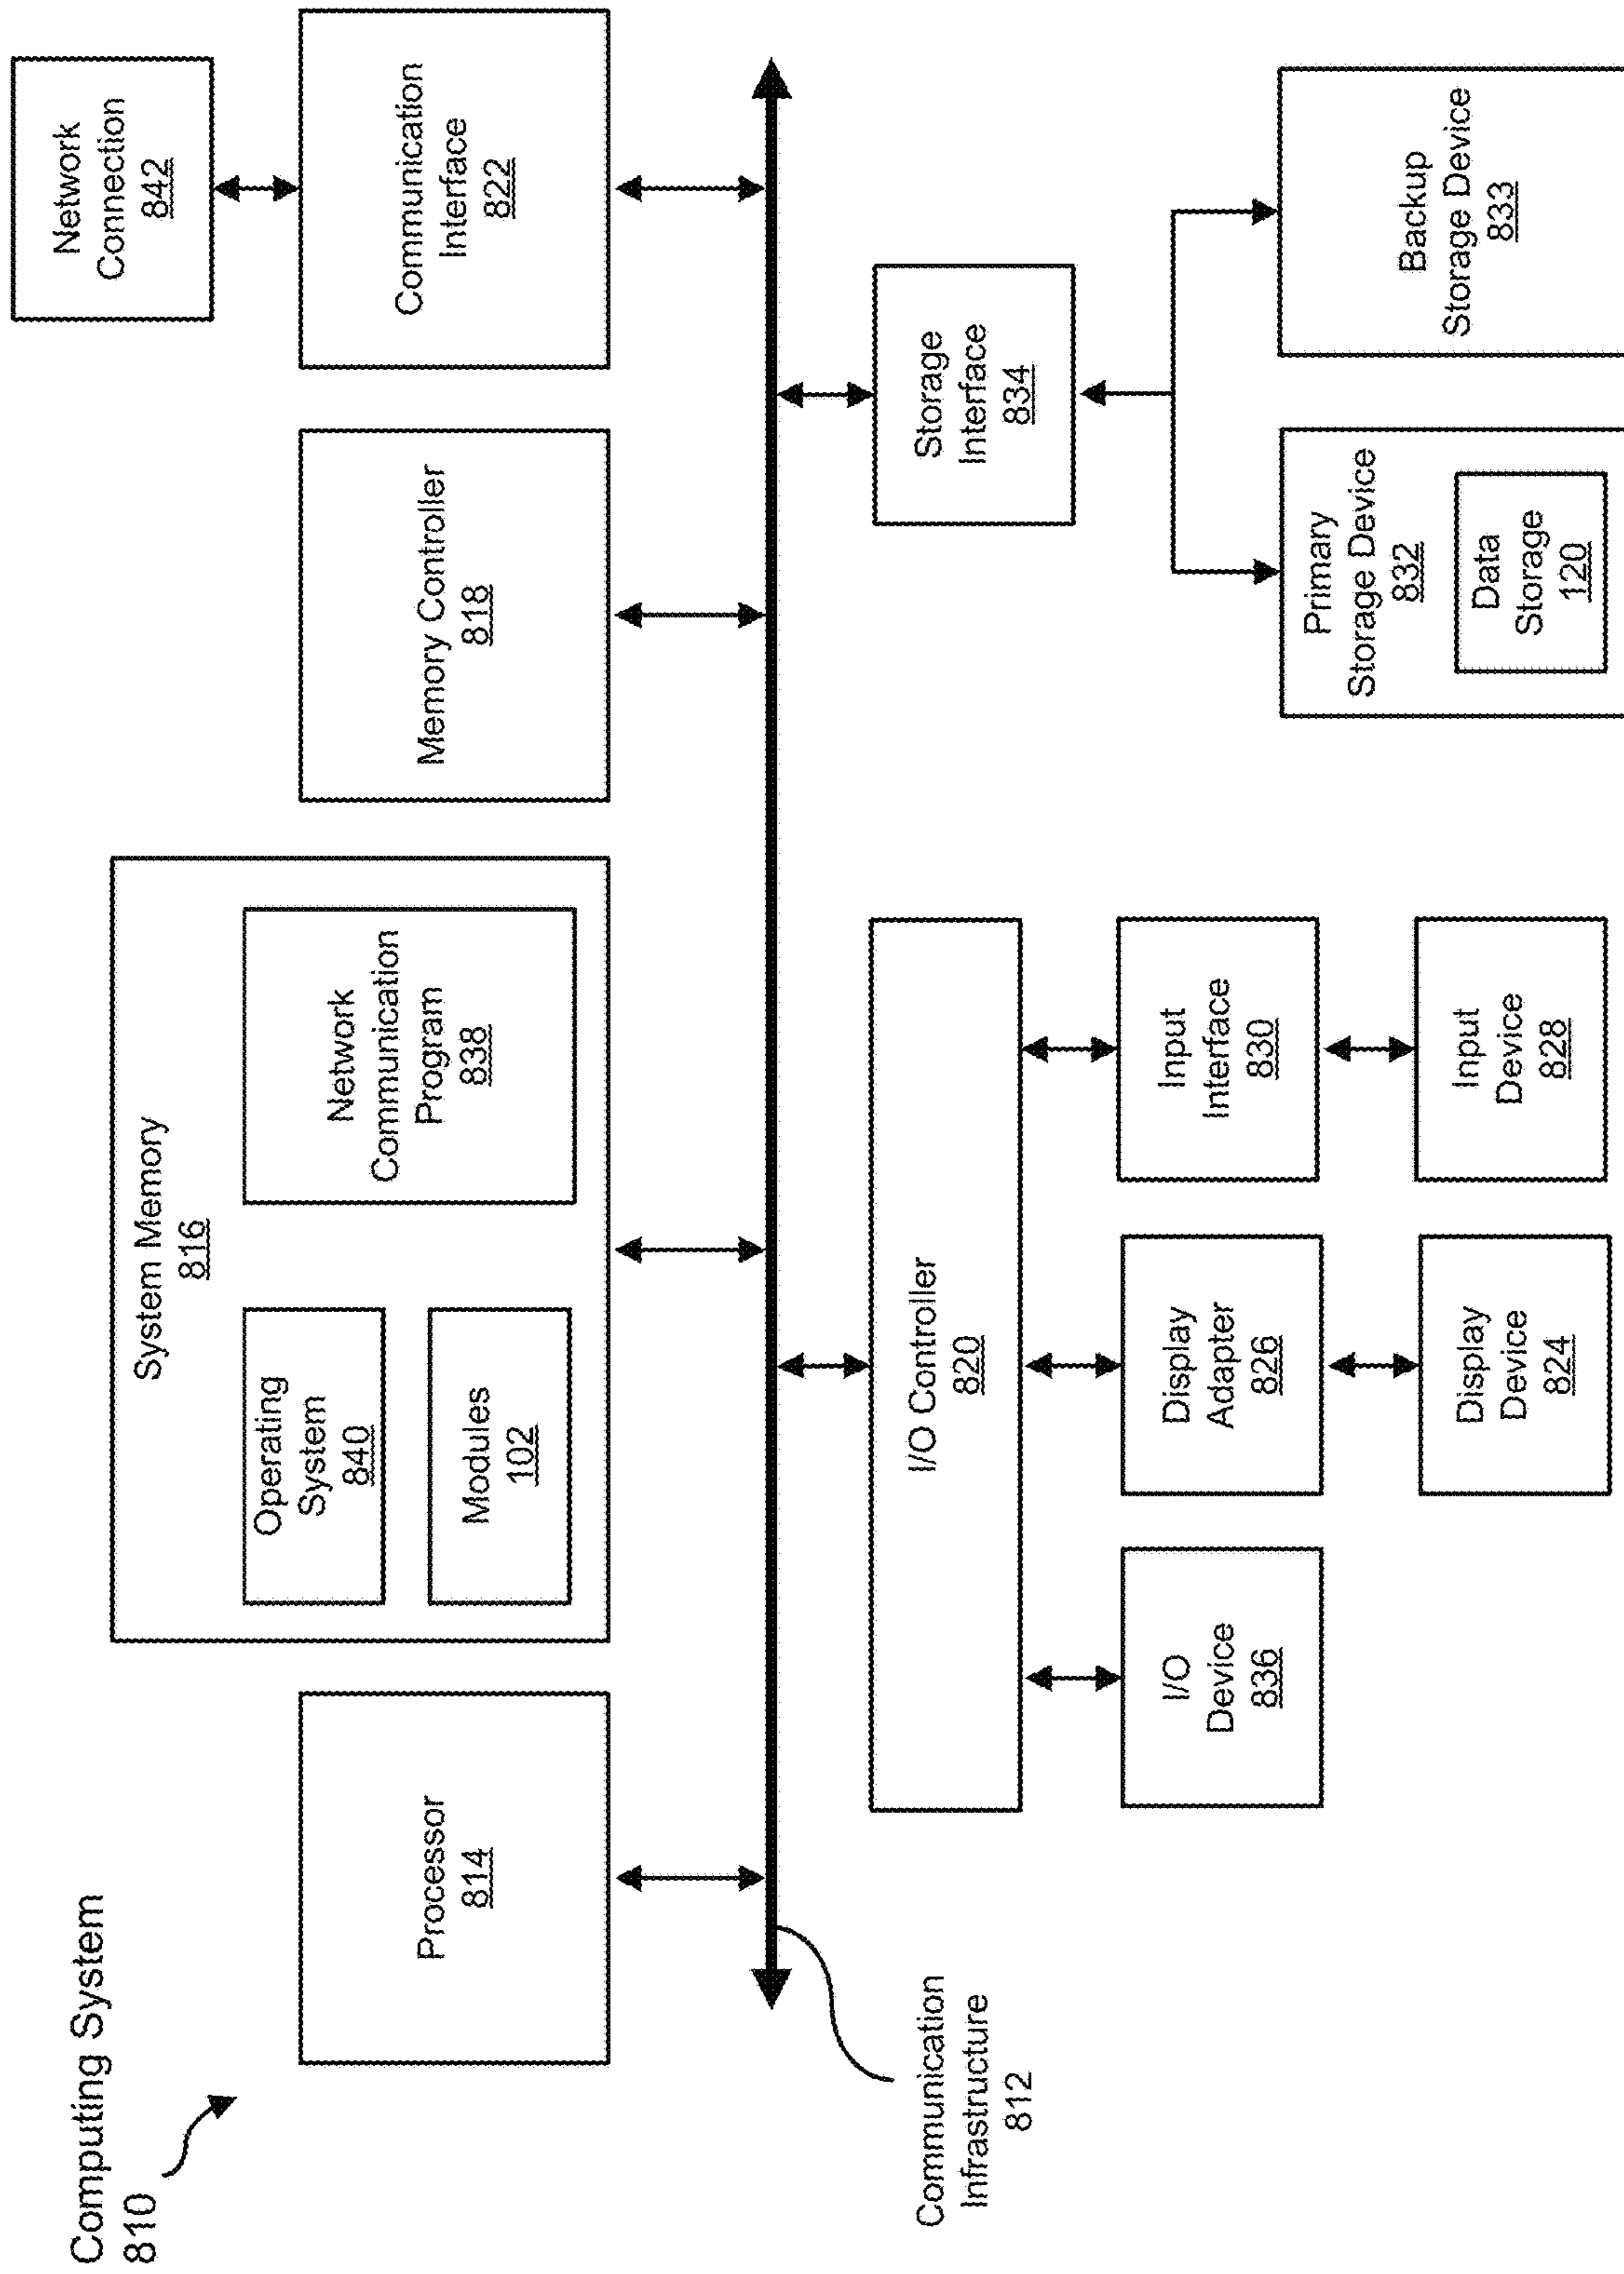 Computing System
810
Processor
814
System Memory
816
Operating
System
840
Modules
102
Network
Communication
Program
838
Memory Controller
818
Network
Connection
842
Communication
Interface
822
Communication
Infrastructure
812
I/O Controller
820
I/O
Device
836
Display
Adapter
826
Display
Device
824
Input
Interface
830
Input
Device
828
Storage
Interface
834
Primary
Storage Device
832
Data
Storage
120
Backup
Storage Device
833